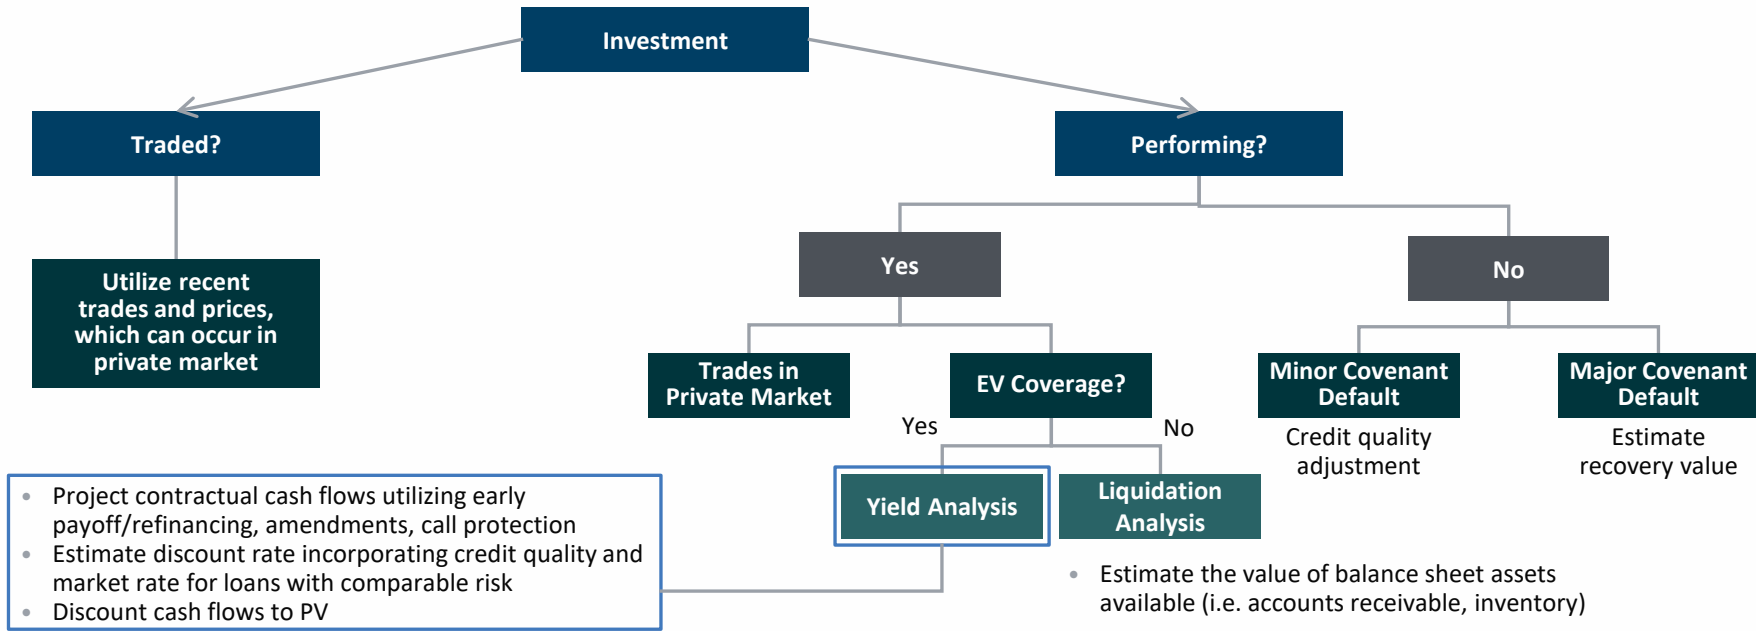 Investment
Traded?
Performing?
Utilize recent
trades and prices,
which can occur in
private market
Yes
No
Trades in
Private Market
EV Coverage?
Minor Covenant
Default
Major Covenant
Default
Credit quality
adjustment
Estimate
recovery value
Yes
No
Yield Analysis
Liquidation
Analysis
• Project contractual cash flows utilizing early
payoff/refinancing, amendments, call protection
• Estimate discount rate incorporating credit quality and
market rate for loans with comparable risk
• Discount cash flows to PV
• Estimate the value of balance sheet assets
available (i.e. accounts receivable, inventory)